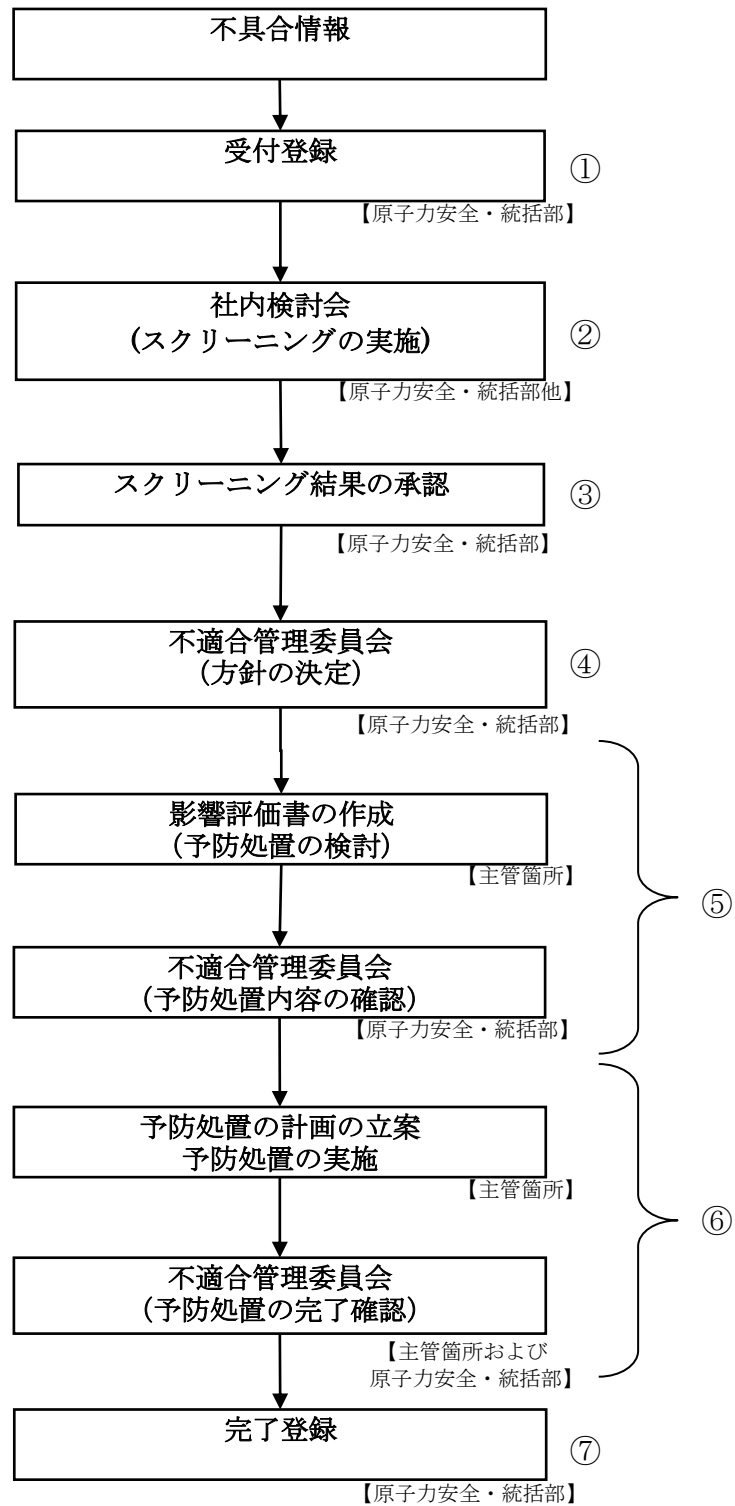 不具合情報
受付登録
①
【原子力安全・統括部】
社内検討会
(スクリーニングの実施)
②
【原子力安全・統括部他】
スクリーニング結果の承認
③
【原子力安全・統括部】
不適合管理委員会
(方針の決定)
④
【原子力安全・統括部】
影響評価書の作成
(予防処置の検討)
【主管箇所】
⑤
不適合管理委員会
(予防処置内容の確認)
【原子力安全・統括部】
予防処置の計画の立案
予防処置の実施
【主管箇所】
⑥
不適合管理委員会
(予防処置の完了確認)
【主管箇所および
原子力安全・統括部】
完了登録
⑦
【原子力安全・統括部】